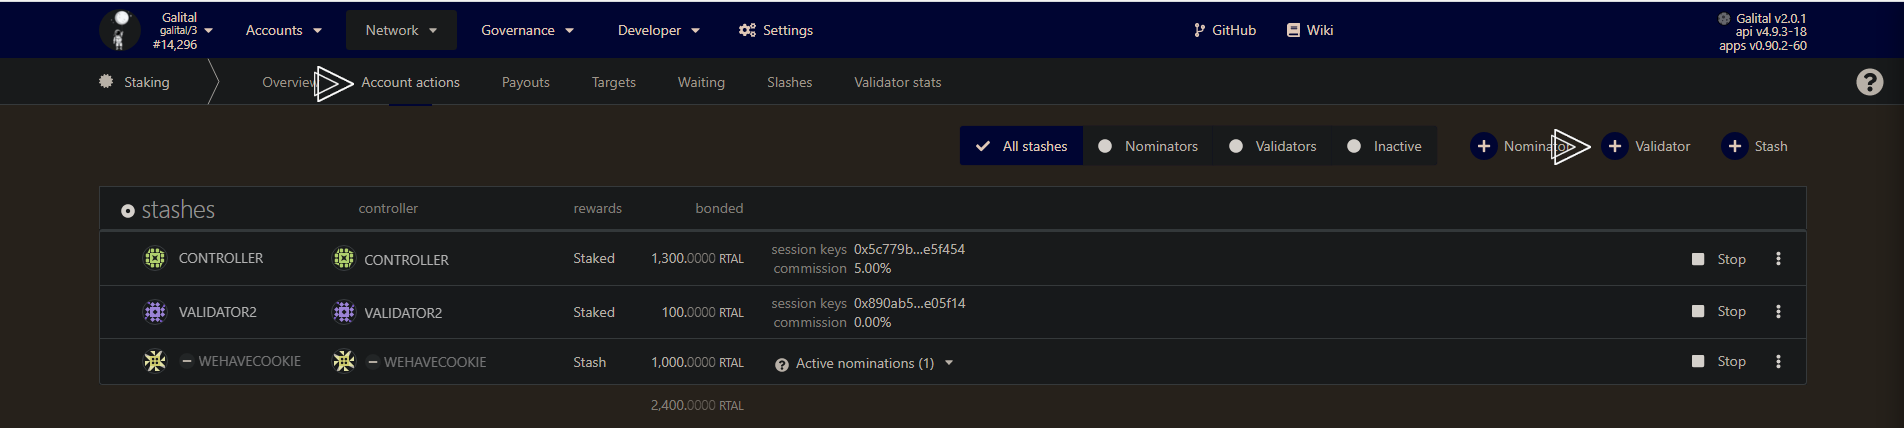 Galital
galital/3
#14,296
Accounts
Network
Governance
Developer
Settings
GitHub
Wiki
Galital v2.0.1
api v4.9.3-18
apps v0.90.2-60
Staking
Overview
Account actions
Payouts
Targets
Waiting
Slashes
Validator stats
All stashes
Nominators
Validators
Inactive
Nominator
Validator
Stash
stashes controller rewards bonded
CONTROLLER CONTROLLER Staked 1,300.0000 RTAL
session keys 0x5c779b...e5f454
commission 5.00%
Stop
VALIDATOR2 VALIDATOR2 Staked 100.0000 RTAL
session keys 0x890ab5...e05f14
commission 0.00%
Stop
WEHAVECOOKIE WEHAVECOOKIE Stash 1,000.0000 RTAL Active nominations (1) Stop
2,400.0000 RTAL